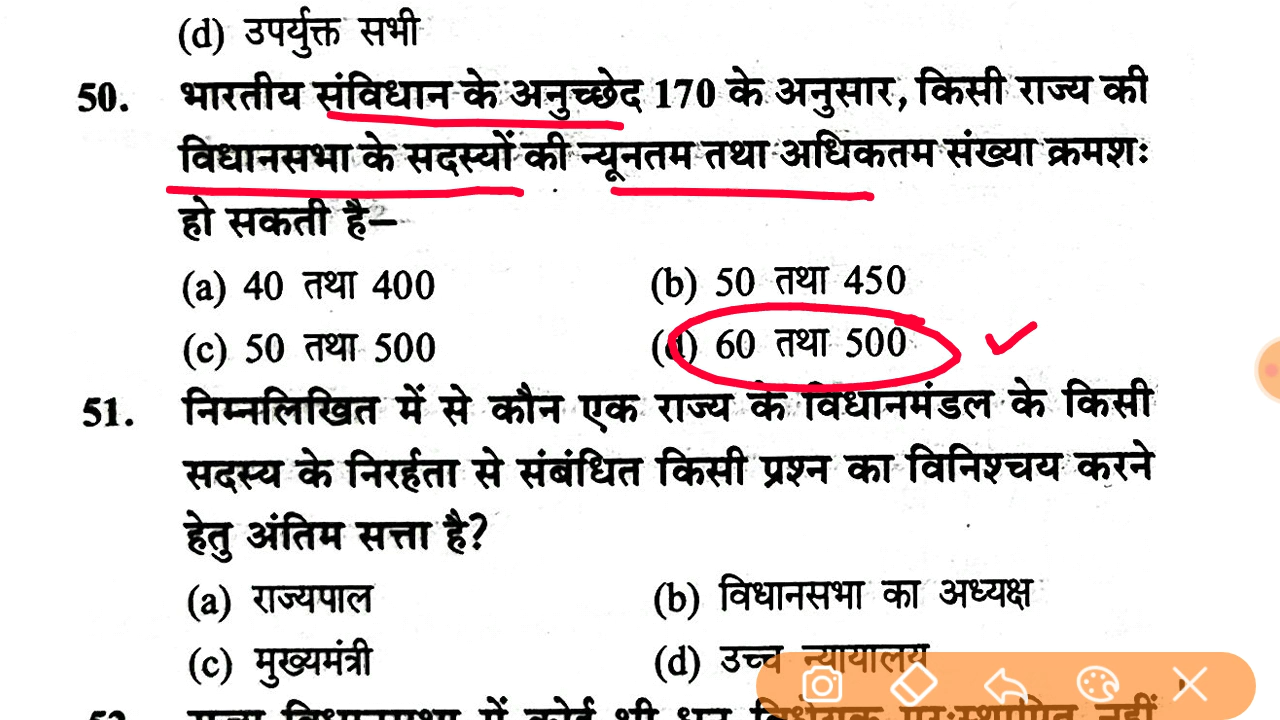 (d) उपर्युक्त सभी
50. भारतीय संविधान के अनुच्छेद 170 के अनुसार, किसी राज्य की
विधानसभा के सदस्यों की न्यूनतम तथा अधिकतम संख्या क्रमशः
हो सकती है–
(a) 40 तथा 400 (b) 50 तथा 450
(c) 50 तथा 500 (d) 60 तथा 500
51. निम्नलिखित में से कौन एक राज्य के विधानमंडल के किसी
सदस्य के निरर्हता से संबंधित किसी प्रश्न का विनिश्चय करने
हेतु अंतिम सत्ता है?
(a) राज्यपाल (b) विधानसभा का अध्यक्ष
(c) मुख्यमंत्री (d) उच्च न्यायालय